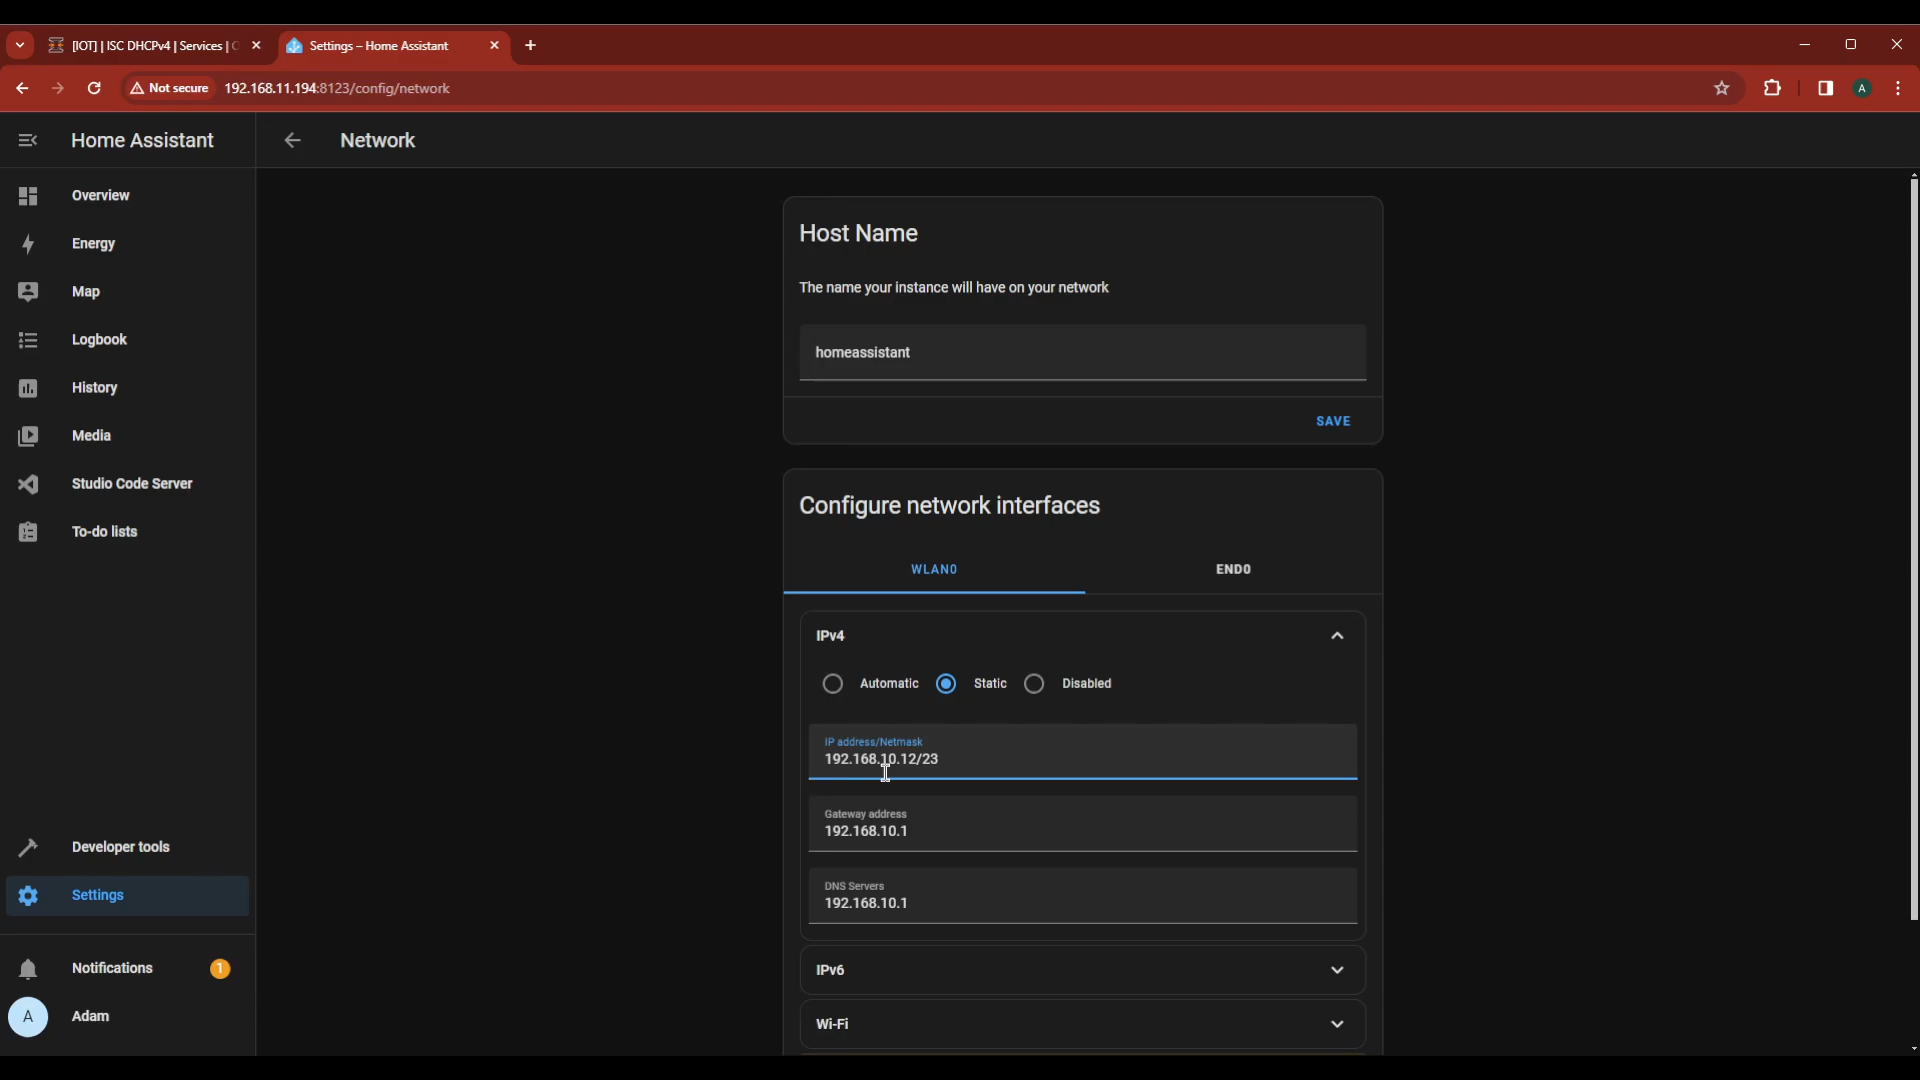 [IOT] | ISC DHCPv4 | Services |
Settings – Home Assistant
Not secure
192.168.11.194:8123/config/network
A
Home Assistant
Network
Overview
Energy
Map
Logbook
History
Media
Studio Code Server
To-do lists
Developer tools
Settings
Notifications
1
A
Adam
Host Name
The name your instance will have on your network
homeassistant
SAVE
Configure network interfaces
WLAN0
END0
IPv4
Automatic
Static
Disabled
IP address/Netmask
192.168.10.12/23
Gateway address
192.168.10.1
DNS Servers
192.168.10.1
IPv6
Wi-Fi